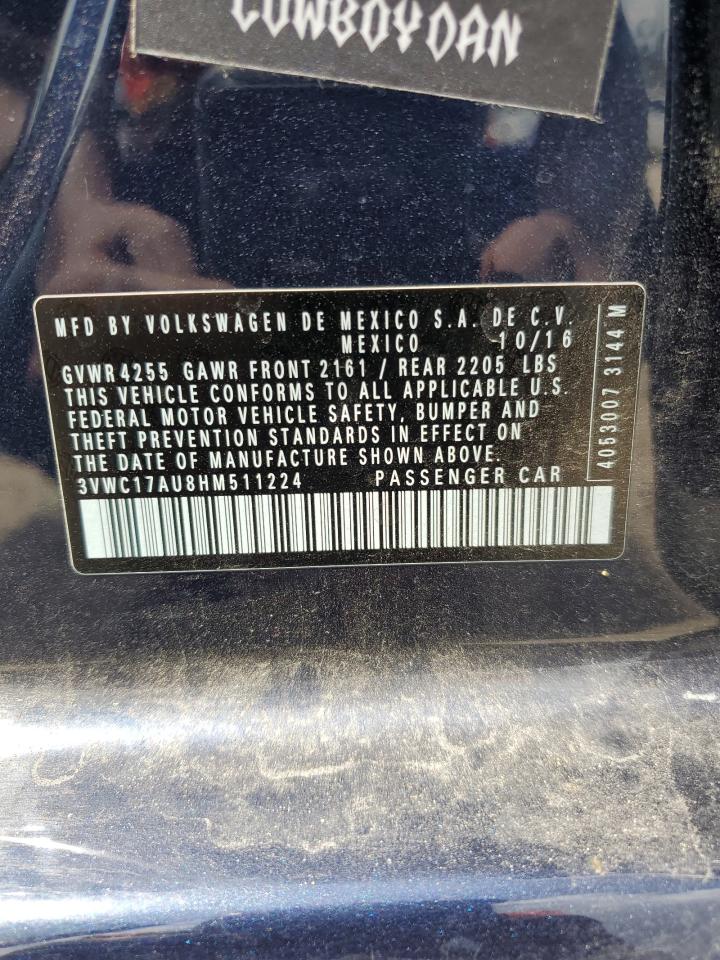 COWBOYDAN
MFD BY VOLKSWAGEN DE MEXICO S.A. DE C.V.
MEXICO 10/16
GVWR 4255 GAWR FRONT 2161 / REAR 2205 LBS
THIS VEHICLE CONFORMS TO ALL APPLICABLE U.S.
FEDERAL MOTOR VEHICLE SAFETY, BUMPER AND
THEFT PREVENTION STANDARDS IN EFFECT ON
THE DATE OF MANUFACTURE SHOWN ABOVE.
3VWC17AU8HM511224 PASSENGER CAR
4053007 3144 M